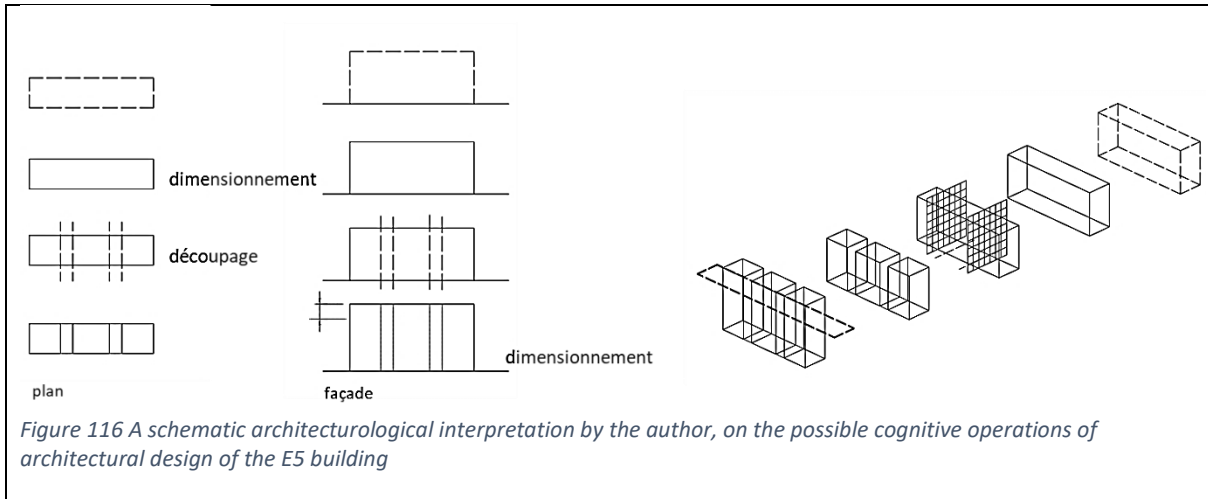 dimensionnement
découpage
plan
dimensionnement
façade
Figure 116 A schematic architecturological interpretation by the author, on the possible cognitive operations of
architectural design of the E5 building